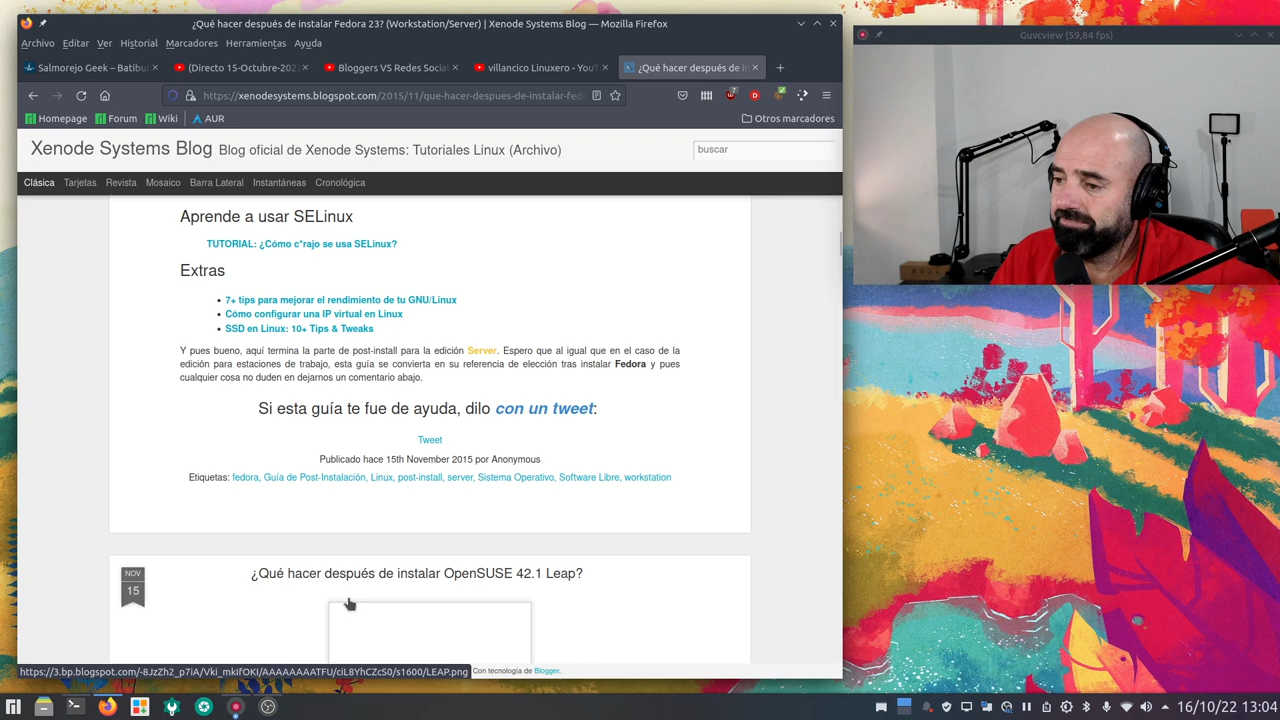 ¿Qué hacer después de instalar Fedora 23? (Workstation/Server) | Xenode Systems Blog — Mozilla Firefox
Archivo Editar Ver Historial Marcadores Herramientas Ayuda
Salmorejo Geek – Batibur
(Directo 15-Octubre-202
Bloggers VS Redes Social
villancico Linuxero - YouT
¿Qué hacer después de in
https://xenodesystems.blogspot.com/2015/11/que-hacer-despues-de-instalar-fed
7
Homepage Forum Wiki AUR Otros marcadores
Xenode Systems Blog Blog oficial de Xenode Systems: Tutoriales Linux (Archivo)
buscar
Clásica Tarjetas Revista Mosaico Barra Lateral Instantáneas Cronológica
Aprende a usar SELinux
TUTORIAL: ¿Cómo c*rajo se usa SELinux?
Extras
• 7+ tips para mejorar el rendimiento de tu GNU/Linux
• Cómo configurar una IP virtual en Linux
• SSD en Linux: 10+ Tips & Tweaks
Y pues bueno, aquí termina la parte de post-install para la edición Server. Espero que al igual que en el caso de la
edición para estaciones de trabajo, esta guía se convierta en su referencia de elección tras instalar Fedora y pues
cualquier cosa no duden en dejarnos un comentario abajo.
Si esta guía te fue de ayuda, dilo con un tweet:
Tweet
Publicado hace 15th November 2015 por Anonymous
Etiquetas: fedora, Guía de Post-Instalación, Linux, post-install, server, Sistema Operativo, Software Libre, workstation
NOV
15
¿Qué hacer después de instalar OpenSUSE 42.1 Leap?
https://3.bp.blogspot.com/-8JzZh2_p7iA/Vki_mkIfOKI/AAAAAAAATFU/ciL8YhCZcS0/s1600/LEAP.png
Con tecnología de Blogger.
Guvcview (59,84 fps)
16/10/22 13:04